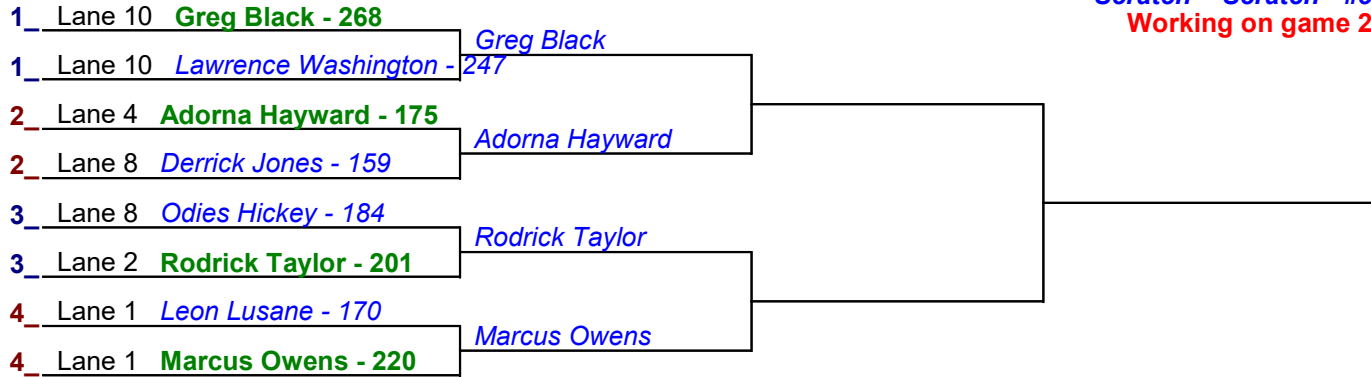 1_ Lane 10 Greg Black - 268
Greg Black
1_ Lane 10 Lawrence Washington - 247
2_ Lane 4 Adorna Hayward - 175
Adorna Hayward
2_ Lane 8 Derrick Jones - 159
3_ Lane 8 Odies Hickey - 184
Rodrick Taylor
3_ Lane 2 Rodrick Taylor - 201
4_ Lane 1 Leon Lusane - 170
Marcus Owens
4_ Lane 1 Marcus Owens - 220
Working on game 2